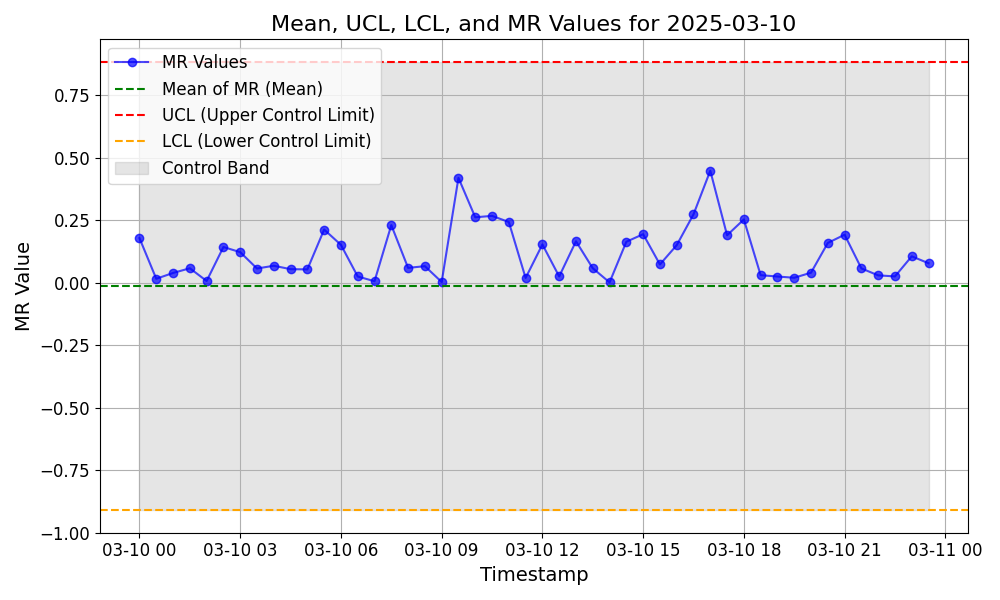 Mean, UCL, LCL, and MR Values for 2025-03-10
MR Values
Mean of MR (Mean)
UCL (Upper Control Limit)
LCL (Lower Control Limit)
Control Band
MR Value
0.75
0.50
0.25
0.00
−0.25
−0.50
−0.75
−1.00
03-10 00 03-10 03 03-10 06 03-10 09 03-10 12 03-10 15 03-10 18 03-10 21 03-11 00
Timestamp